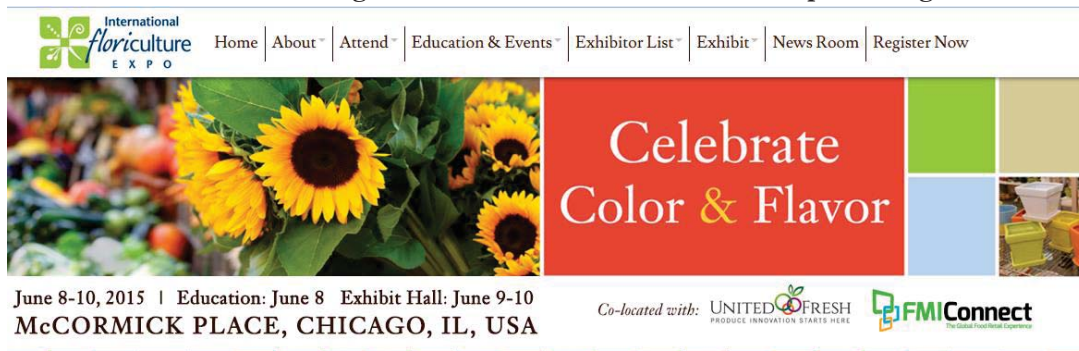 International
floriculture
EXPO
Home About Attend Education & Events Exhibitor List Exhibit News Room Register Now
Celebrate
Color & Flavor
June 8-10, 2015 | Education: June 8 Exhibit Hall: June 9-10
McCORMICK PLACE, CHICAGO, IL, USA
Co-located with:
UNITED FRESH
PRODUCE INNOVATION STARTS HERE
FMIConnect
The Global Food Retail Experience